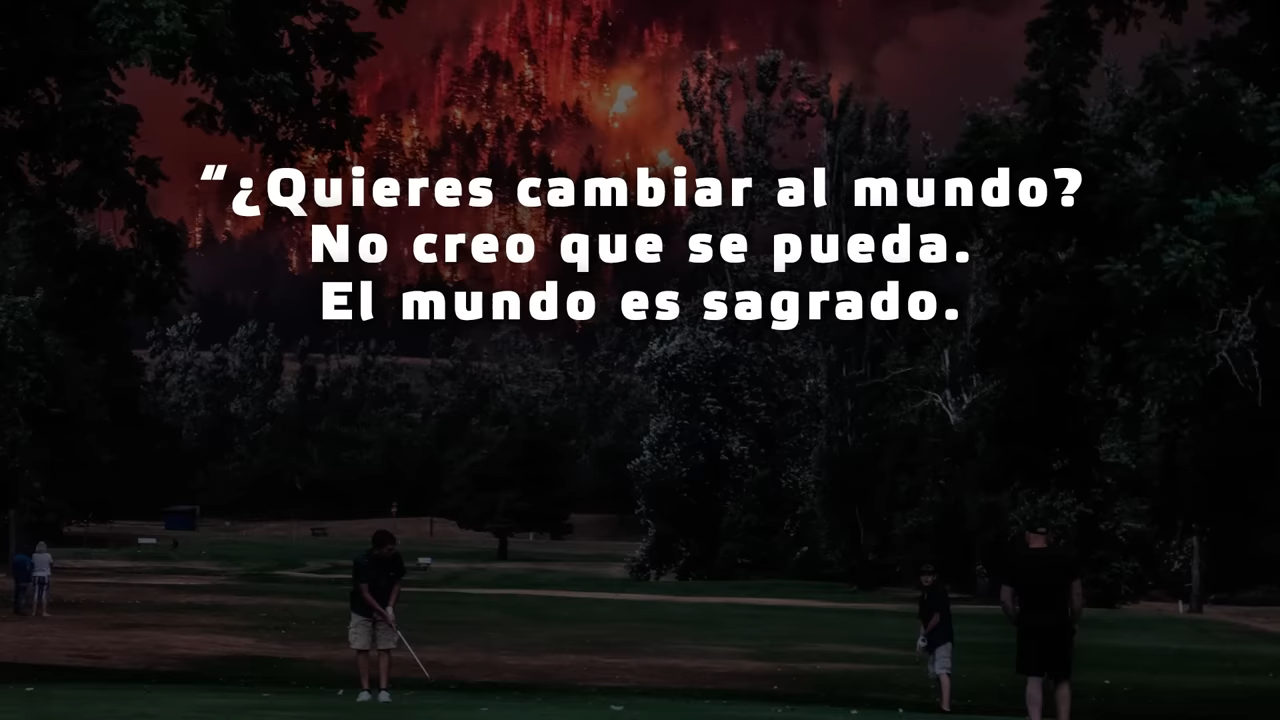 “¿Quieres cambiar al mundo?
No creo que se pueda.
El mundo es sagrado.